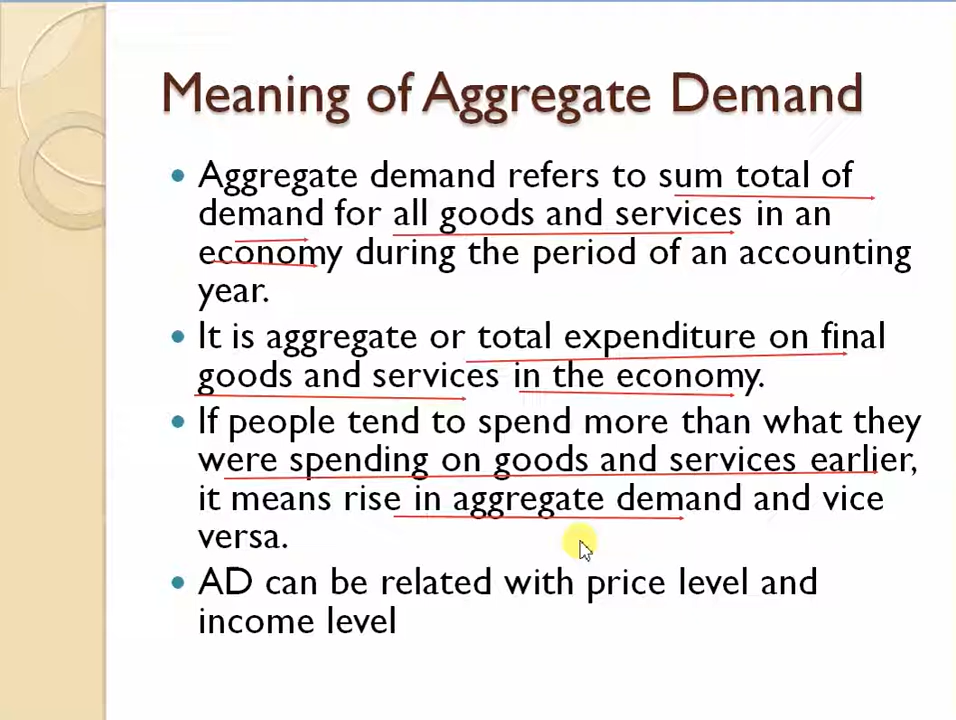 Meaning of Aggregate Demand
• Aggregate demand refers to sum total of
demand for all goods and services in an
economy during the period of an accounting
year.
• It is aggregate or total expenditure on final
goods and services in the economy.
• If people tend to spend more than what they
were spending on goods and services earlier,
it means rise in aggregate demand and vice
versa.
• AD can be related with price level and
income level